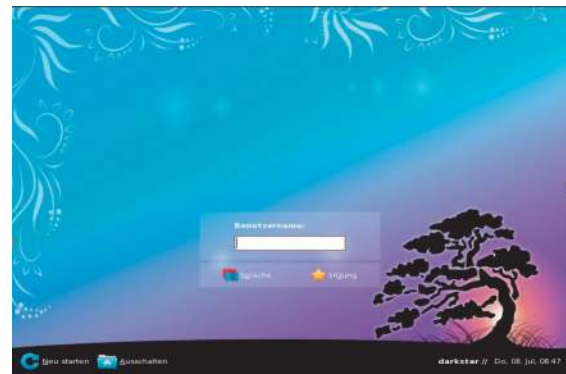 Benutzername:
Sprache Sitzung
Neu starten Ausschalten darkstar // Do, 08. Jul, 08:47